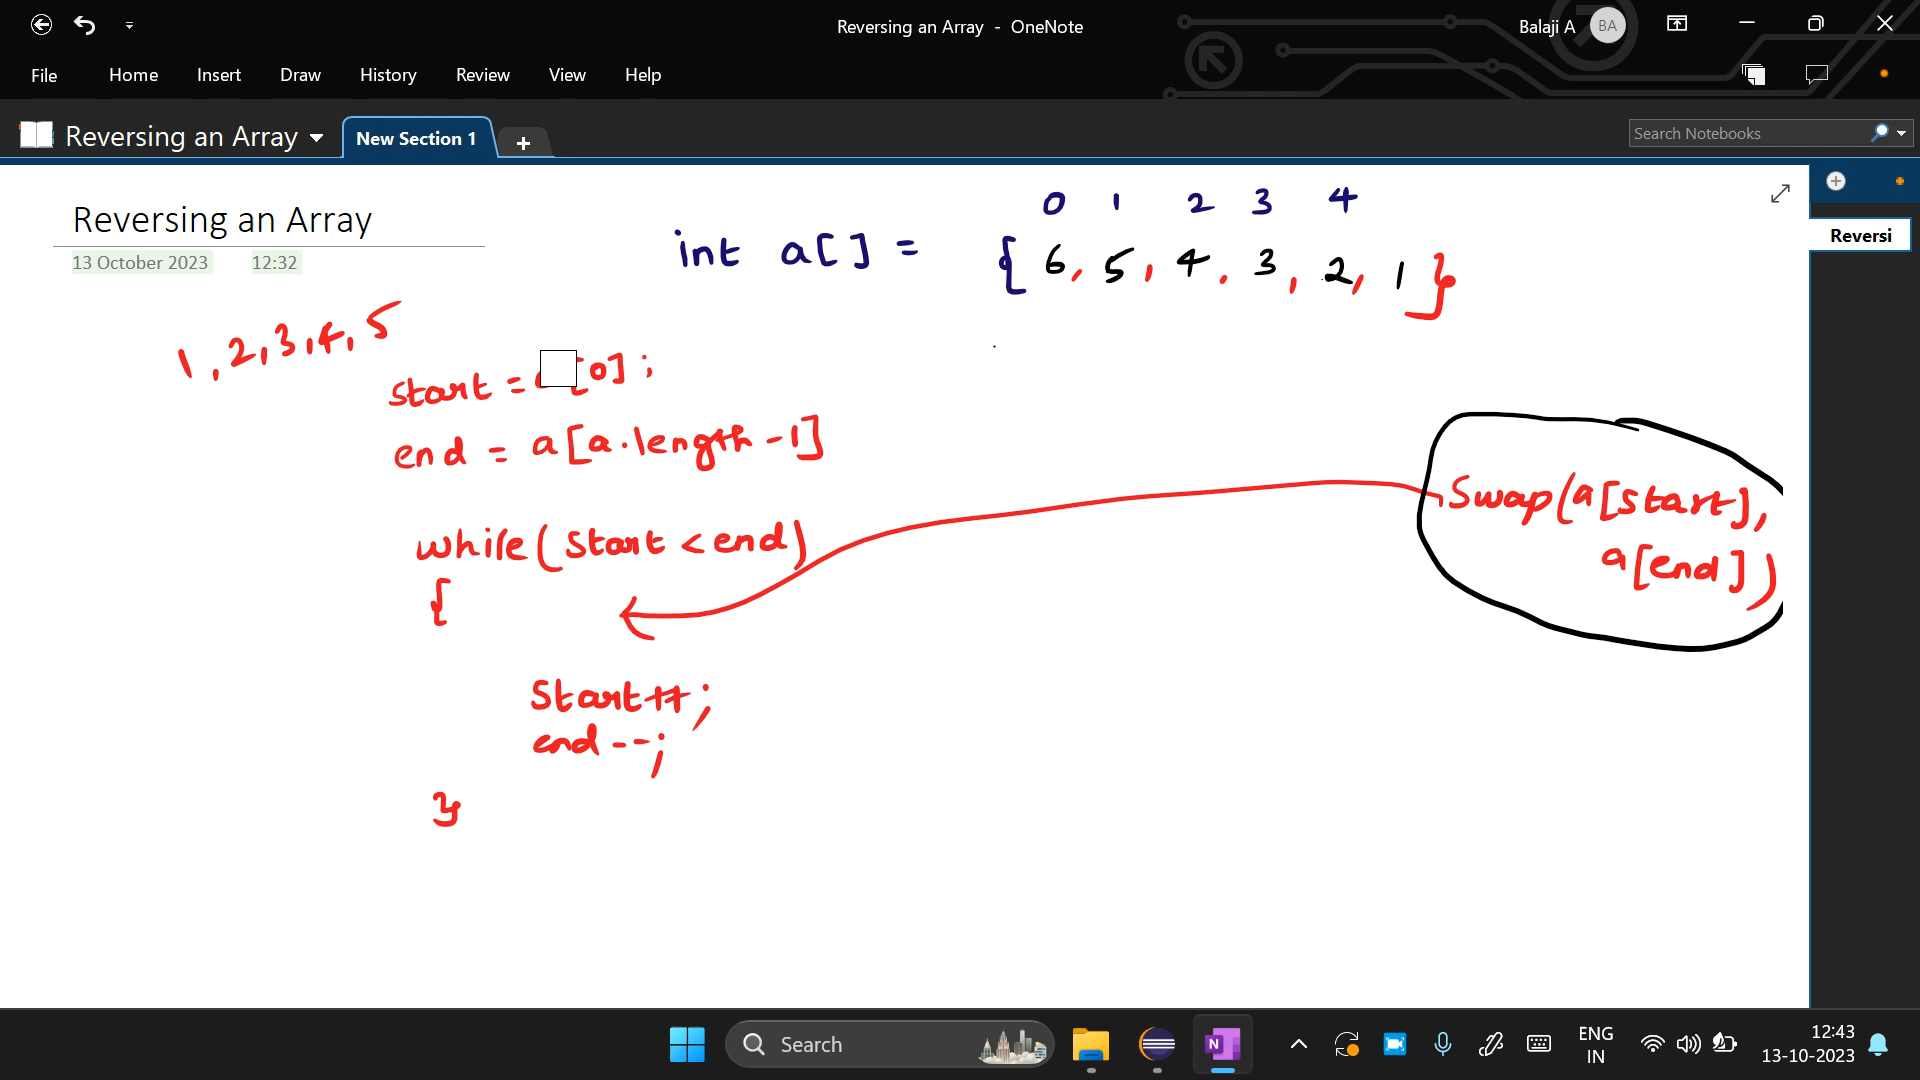 Reversing an Array - OneNote
Balaji A
BA
File Home Insert Draw History Review View Help
Reversing an Array
New Section 1
+
Search Notebooks
Reversing an Array
13 October 2023 12:32
Reversi
0 1 2 3 4
int a[] = { 6, 5, 4, 3, 2, 1 }
1, 2, 3, 4, 5
start = [0];
end = a[a.length-1]
while(start < end)
{
Swap(a[start],
a[end])
Start++;
end--;
}
Search
N
ENG
IN
12:43
13-10-2023